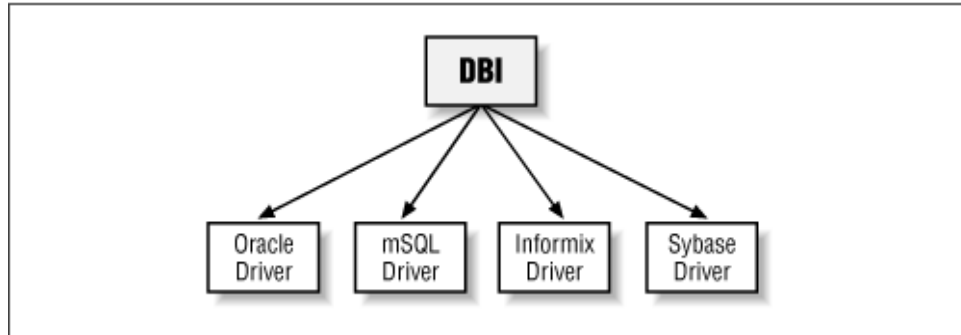 DBI
Oracle
Driver
mSQL
Driver
Informix
Driver
Sybase
Driver